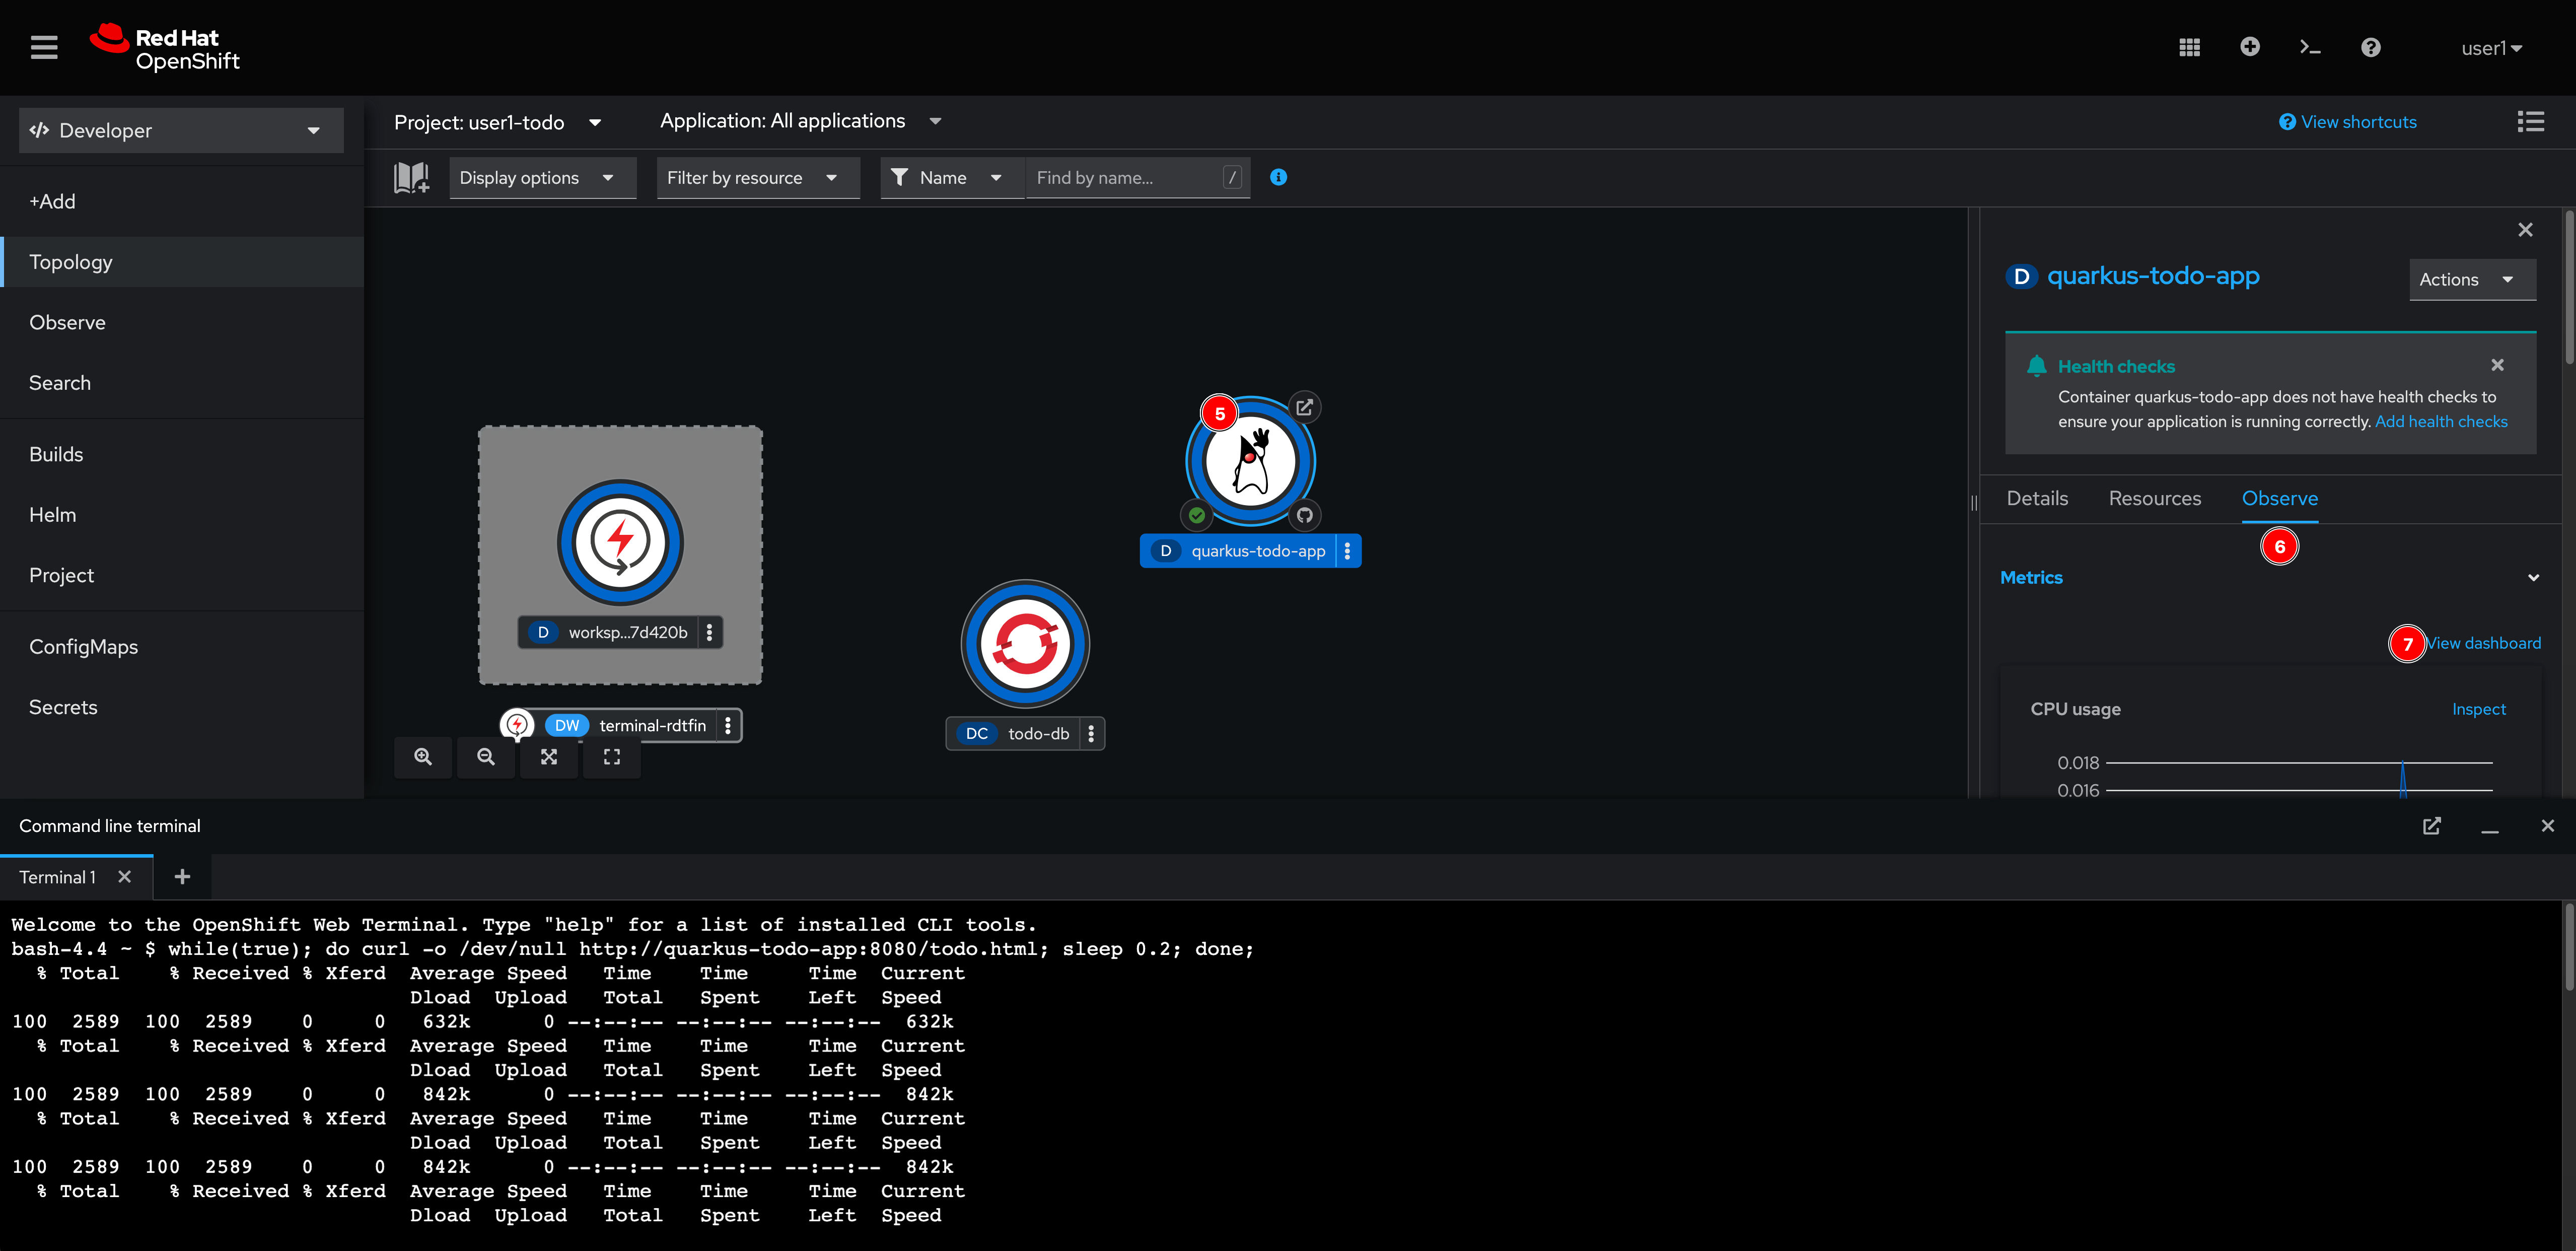 Red Hat
OpenShift
user1
Developer
Project: user1-todo
Application: All applications
View shortcuts
Display options
Filter by resource
Name
Find by name...
/
+Add
Topology
Observe
Search
Builds
Helm
Project
ConfigMaps
Secrets
D worksp...7d420b
DW terminal-rdtfin
5
D quarkus-todo-app
DC todo-db
D quarkus-todo-app
Actions
Health checks
Container quarkus-todo-app does not have health checks to
ensure your application is running correctly. Add health checks
Details Resources Observe
6
Metrics
7 View dashboard
CPU usage
Inspect
0.018
0.016
Command line terminal
Terminal 1
Welcome to the OpenShift Web Terminal. Type "help" for a list of installed CLI tools.
bash-4.4 ~ $ while(true); do curl -o /dev/null http://quarkus-todo-app:8080/todo.html; sleep 0.2; done;
% Total % Received % Xferd Average Speed Time Time Time Current
Dload Upload Total Spent Left Speed
100 2589 100 2589 0 0 632k 0 --:--:-- --:--:-- --:--:-- 632k
% Total % Received % Xferd Average Speed Time Time Time Current
Dload Upload Total Spent Left Speed
100 2589 100 2589 0 0 842k 0 --:--:-- --:--:-- --:--:-- 842k
% Total % Received % Xferd Average Speed Time Time Time Current
Dload Upload Total Spent Left Speed
100 2589 100 2589 0 0 842k 0 --:--:-- --:--:-- --:--:-- 842k
% Total % Received % Xferd Average Speed Time Time Time Current
Dload Upload Total Spent Left Speed